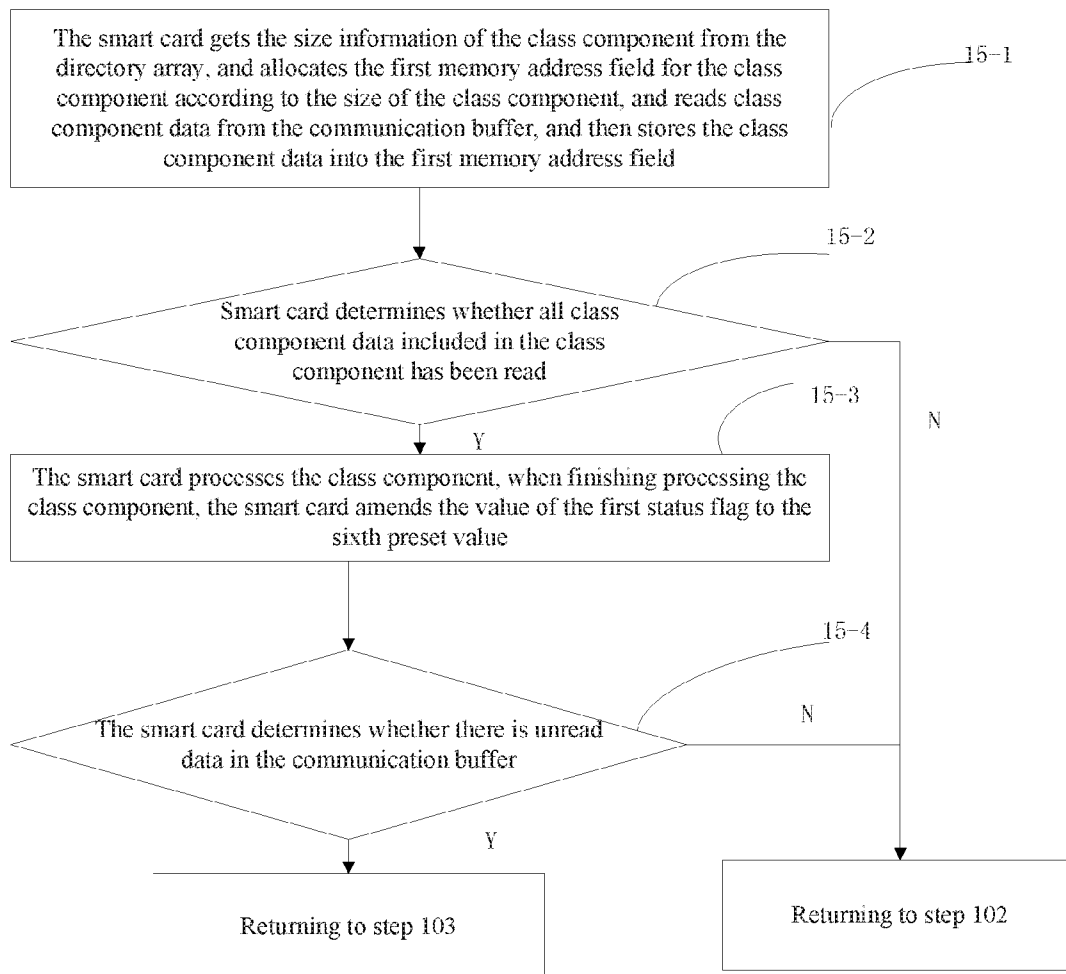 The smart card gets the size information of the class component from the
directory array, and allocates the first memory address field for the class
component according to the size of the class component, and reads class
component data from the communication buffer, and then stores the class
component data into the first memory address field
15-1
15-2
Smart card determines whether all class
component data included in the class
component has been read
15-3
N
Y
The smart card processes the class component, when finishing processing the
class component, the smart card amends the value of the first status flag to the
sixth preset value
15-4
N
The smart card determines whether there is unread
data in the communication buffer
Y
Returning to step 103
Returning to step 102